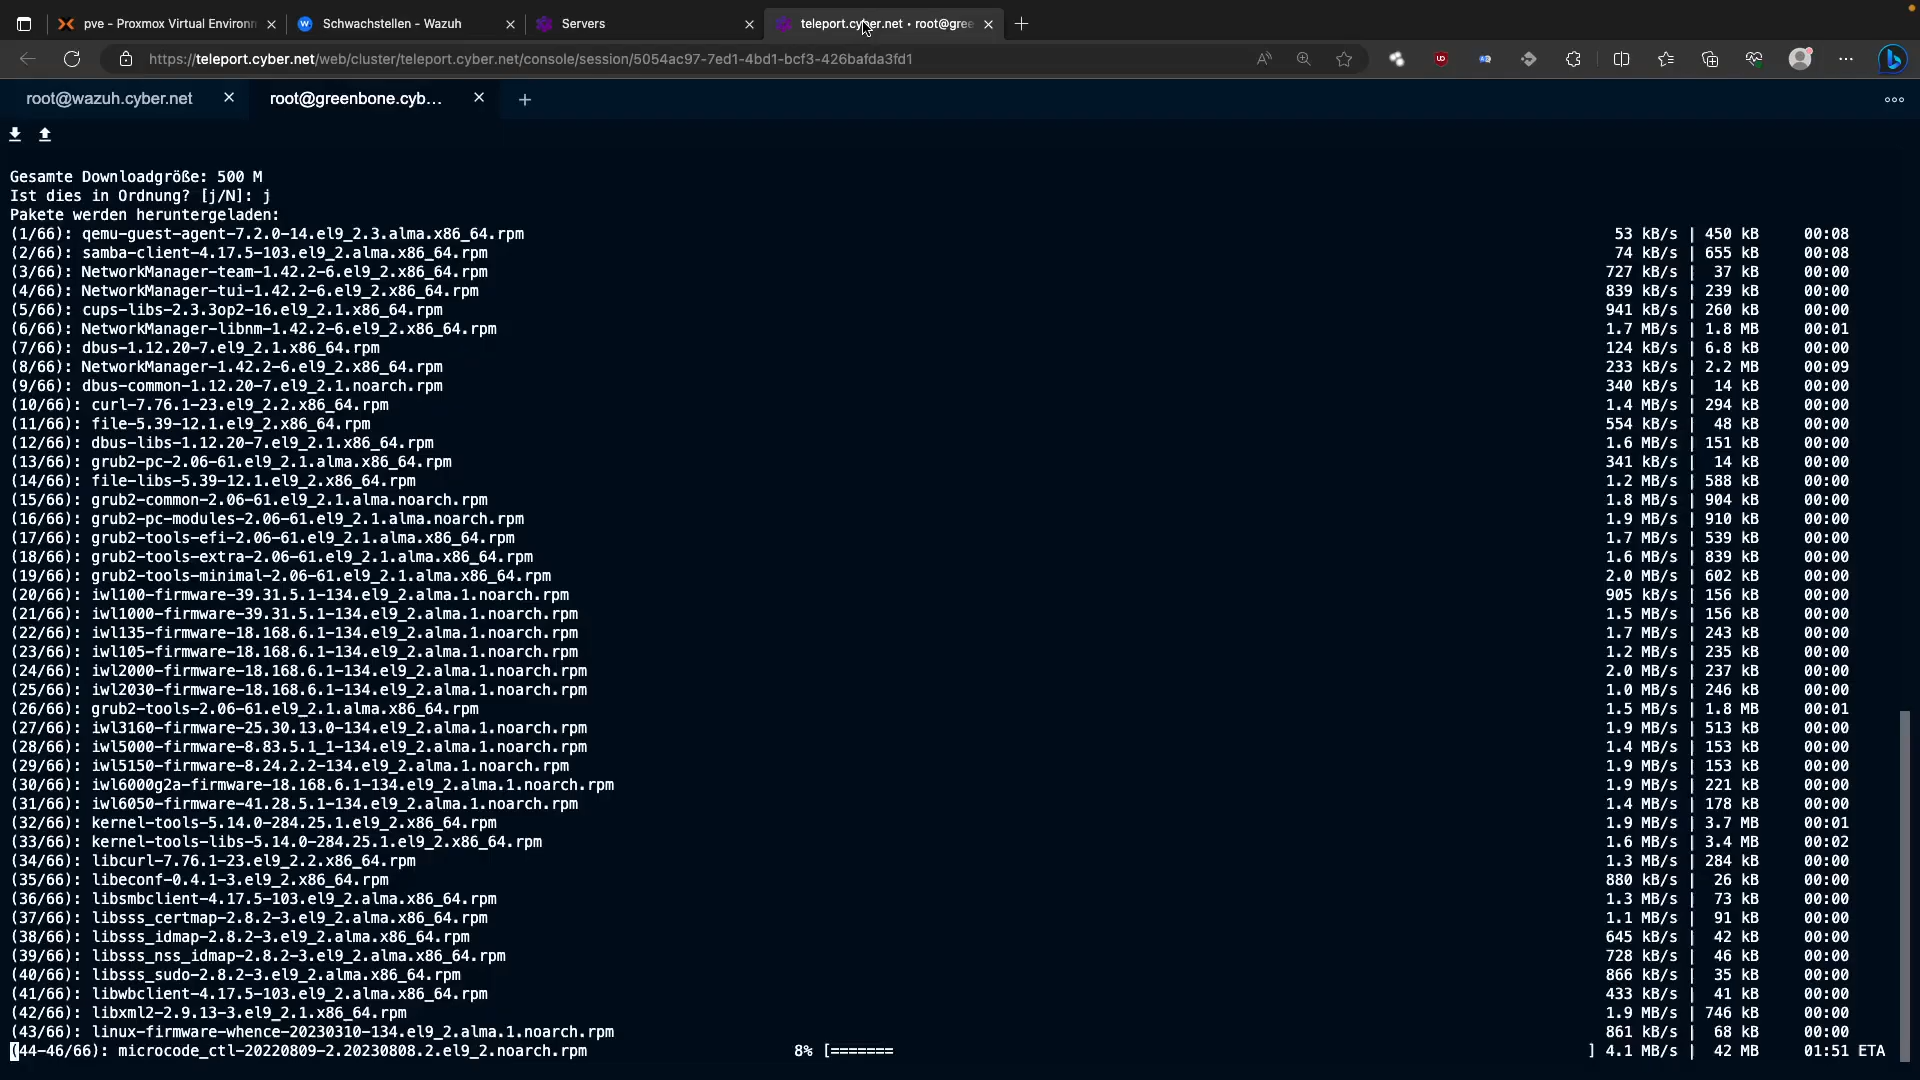 pve - Proxmox Virtual Environm
Schwachstellen - Wazuh
Servers
teleport.cyber.net • root@gree
https://teleport.cyber.net/web/cluster/teleport.cyber.net/console/session/5054ac97-7ed1-4bd1-bcf3-426bafda3fd1
root@wazuh.cyber.net
root@greenbone.cyb...
Gesamte Downloadgröße: 500 M
Ist dies in Ordnung? [j/N]: j
Pakete werden heruntergeladen:
(1/66): qemu-guest-agent-7.2.0-14.el9_2.3.alma.x86_64.rpm 53 kB/s | 450 kB 00:08
(2/66): samba-client-4.17.5-103.el9_2.alma.x86_64.rpm 74 kB/s | 655 kB 00:08
(3/66): NetworkManager-team-1.42.2-6.el9_2.x86_64.rpm 727 kB/s | 37 kB 00:00
(4/66): NetworkManager-tui-1.42.2-6.el9_2.x86_64.rpm 839 kB/s | 239 kB 00:00
(5/66): cups-libs-2.3.3op2-16.el9_2.1.x86_64.rpm 941 kB/s | 260 kB 00:00
(6/66): NetworkManager-libnm-1.42.2-6.el9_2.x86_64.rpm 1.7 MB/s | 1.8 MB 00:01
(7/66): dbus-1.12.20-7.el9_2.1.x86_64.rpm 124 kB/s | 6.8 kB 00:00
(8/66): NetworkManager-1.42.2-6.el9_2.x86_64.rpm 233 kB/s | 2.2 MB 00:09
(9/66): dbus-common-1.12.20-7.el9_2.1.noarch.rpm 340 kB/s | 14 kB 00:00
(10/66): curl-7.76.1-23.el9_2.2.x86_64.rpm 1.4 MB/s | 294 kB 00:00
(11/66): file-5.39-12.1.el9_2.x86_64.rpm 554 kB/s | 48 kB 00:00
(12/66): dbus-libs-1.12.20-7.el9_2.1.x86_64.rpm 1.6 MB/s | 151 kB 00:00
(13/66): grub2-pc-2.06-61.el9_2.1.alma.x86_64.rpm 341 kB/s | 14 kB 00:00
(14/66): file-libs-5.39-12.1.el9_2.x86_64.rpm 1.2 MB/s | 588 kB 00:00
(15/66): grub2-common-2.06-61.el9_2.1.alma.noarch.rpm 1.8 MB/s | 904 kB 00:00
(16/66): grub2-pc-modules-2.06-61.el9_2.1.alma.noarch.rpm 1.9 MB/s | 910 kB 00:00
(17/66): grub2-tools-efi-2.06-61.el9_2.1.alma.x86_64.rpm 1.7 MB/s | 539 kB 00:00
(18/66): grub2-tools-extra-2.06-61.el9_2.1.alma.x86_64.rpm 1.6 MB/s | 839 kB 00:00
(19/66): grub2-tools-minimal-2.06-61.el9_2.1.alma.x86_64.rpm 2.0 MB/s | 602 kB 00:00
(20/66): iwl100-firmware-39.31.5.1-134.el9_2.alma.1.noarch.rpm 905 kB/s | 156 kB 00:00
(21/66): iwl1000-firmware-39.31.5.1-134.el9_2.alma.1.noarch.rpm 1.5 MB/s | 156 kB 00:00
(22/66): iwl135-firmware-18.168.6.1-134.el9_2.alma.1.noarch.rpm 1.7 MB/s | 243 kB 00:00
(23/66): iwl105-firmware-18.168.6.1-134.el9_2.alma.1.noarch.rpm 1.2 MB/s | 235 kB 00:00
(24/66): iwl2000-firmware-18.168.6.1-134.el9_2.alma.1.noarch.rpm 2.0 MB/s | 237 kB 00:00
(25/66): iwl2030-firmware-18.168.6.1-134.el9_2.alma.1.noarch.rpm 1.0 MB/s | 246 kB 00:00
(26/66): grub2-tools-2.06-61.el9_2.1.alma.x86_64.rpm 1.5 MB/s | 1.8 MB 00:01
(27/66): iwl3160-firmware-25.30.13.0-134.el9_2.alma.1.noarch.rpm 1.9 MB/s | 513 kB 00:00
(28/66): iwl5000-firmware-8.83.5.1_1-134.el9_2.alma.1.noarch.rpm 1.4 MB/s | 153 kB 00:00
(29/66): iwl5150-firmware-8.24.2.2-134.el9_2.alma.1.noarch.rpm 1.9 MB/s | 153 kB 00:00
(30/66): iwl6000g2a-firmware-18.168.6.1-134.el9_2.alma.1.noarch.rpm 1.9 MB/s | 221 kB 00:00
(31/66): iwl6050-firmware-41.28.5.1-134.el9_2.alma.1.noarch.rpm 1.4 MB/s | 178 kB 00:00
(32/66): kernel-tools-5.14.0-284.25.1.el9_2.x86_64.rpm 1.9 MB/s | 3.7 MB 00:01
(33/66): kernel-tools-libs-5.14.0-284.25.1.el9_2.x86_64.rpm 1.6 MB/s | 3.4 MB 00:02
(34/66): libcurl-7.76.1-23.el9_2.2.x86_64.rpm 1.3 MB/s | 284 kB 00:00
(35/66): libeconf-0.4.1-3.el9_2.x86_64.rpm 880 kB/s | 26 kB 00:00
(36/66): libsmbclient-4.17.5-103.el9_2.alma.x86_64.rpm 1.3 MB/s | 73 kB 00:00
(37/66): libsss_certmap-2.8.2-3.el9_2.alma.x86_64.rpm 1.1 MB/s | 91 kB 00:00
(38/66): libsss_idmap-2.8.2-3.el9_2.alma.x86_64.rpm 645 kB/s | 42 kB 00:00
(39/66): libsss_nss_idmap-2.8.2-3.el9_2.alma.x86_64.rpm 728 kB/s | 46 kB 00:00
(40/66): libsss_sudo-2.8.2-3.el9_2.alma.x86_64.rpm 866 kB/s | 35 kB 00:00
(41/66): libwbclient-4.17.5-103.el9_2.alma.x86_64.rpm 433 kB/s | 41 kB 00:00
(42/66): libxml2-2.9.13-3.el9_2.1.x86_64.rpm 1.9 MB/s | 746 kB 00:00
(43/66): linux-firmware-whence-20230310-134.el9_2.alma.1.noarch.rpm 861 kB/s | 68 kB 00:00
(44-46/66): microcode_ctl-20220809-2.20230808.2.el9_2.noarch.rpm 8% [======= ] 4.1 MB/s | 42 MB 01:51 ETA